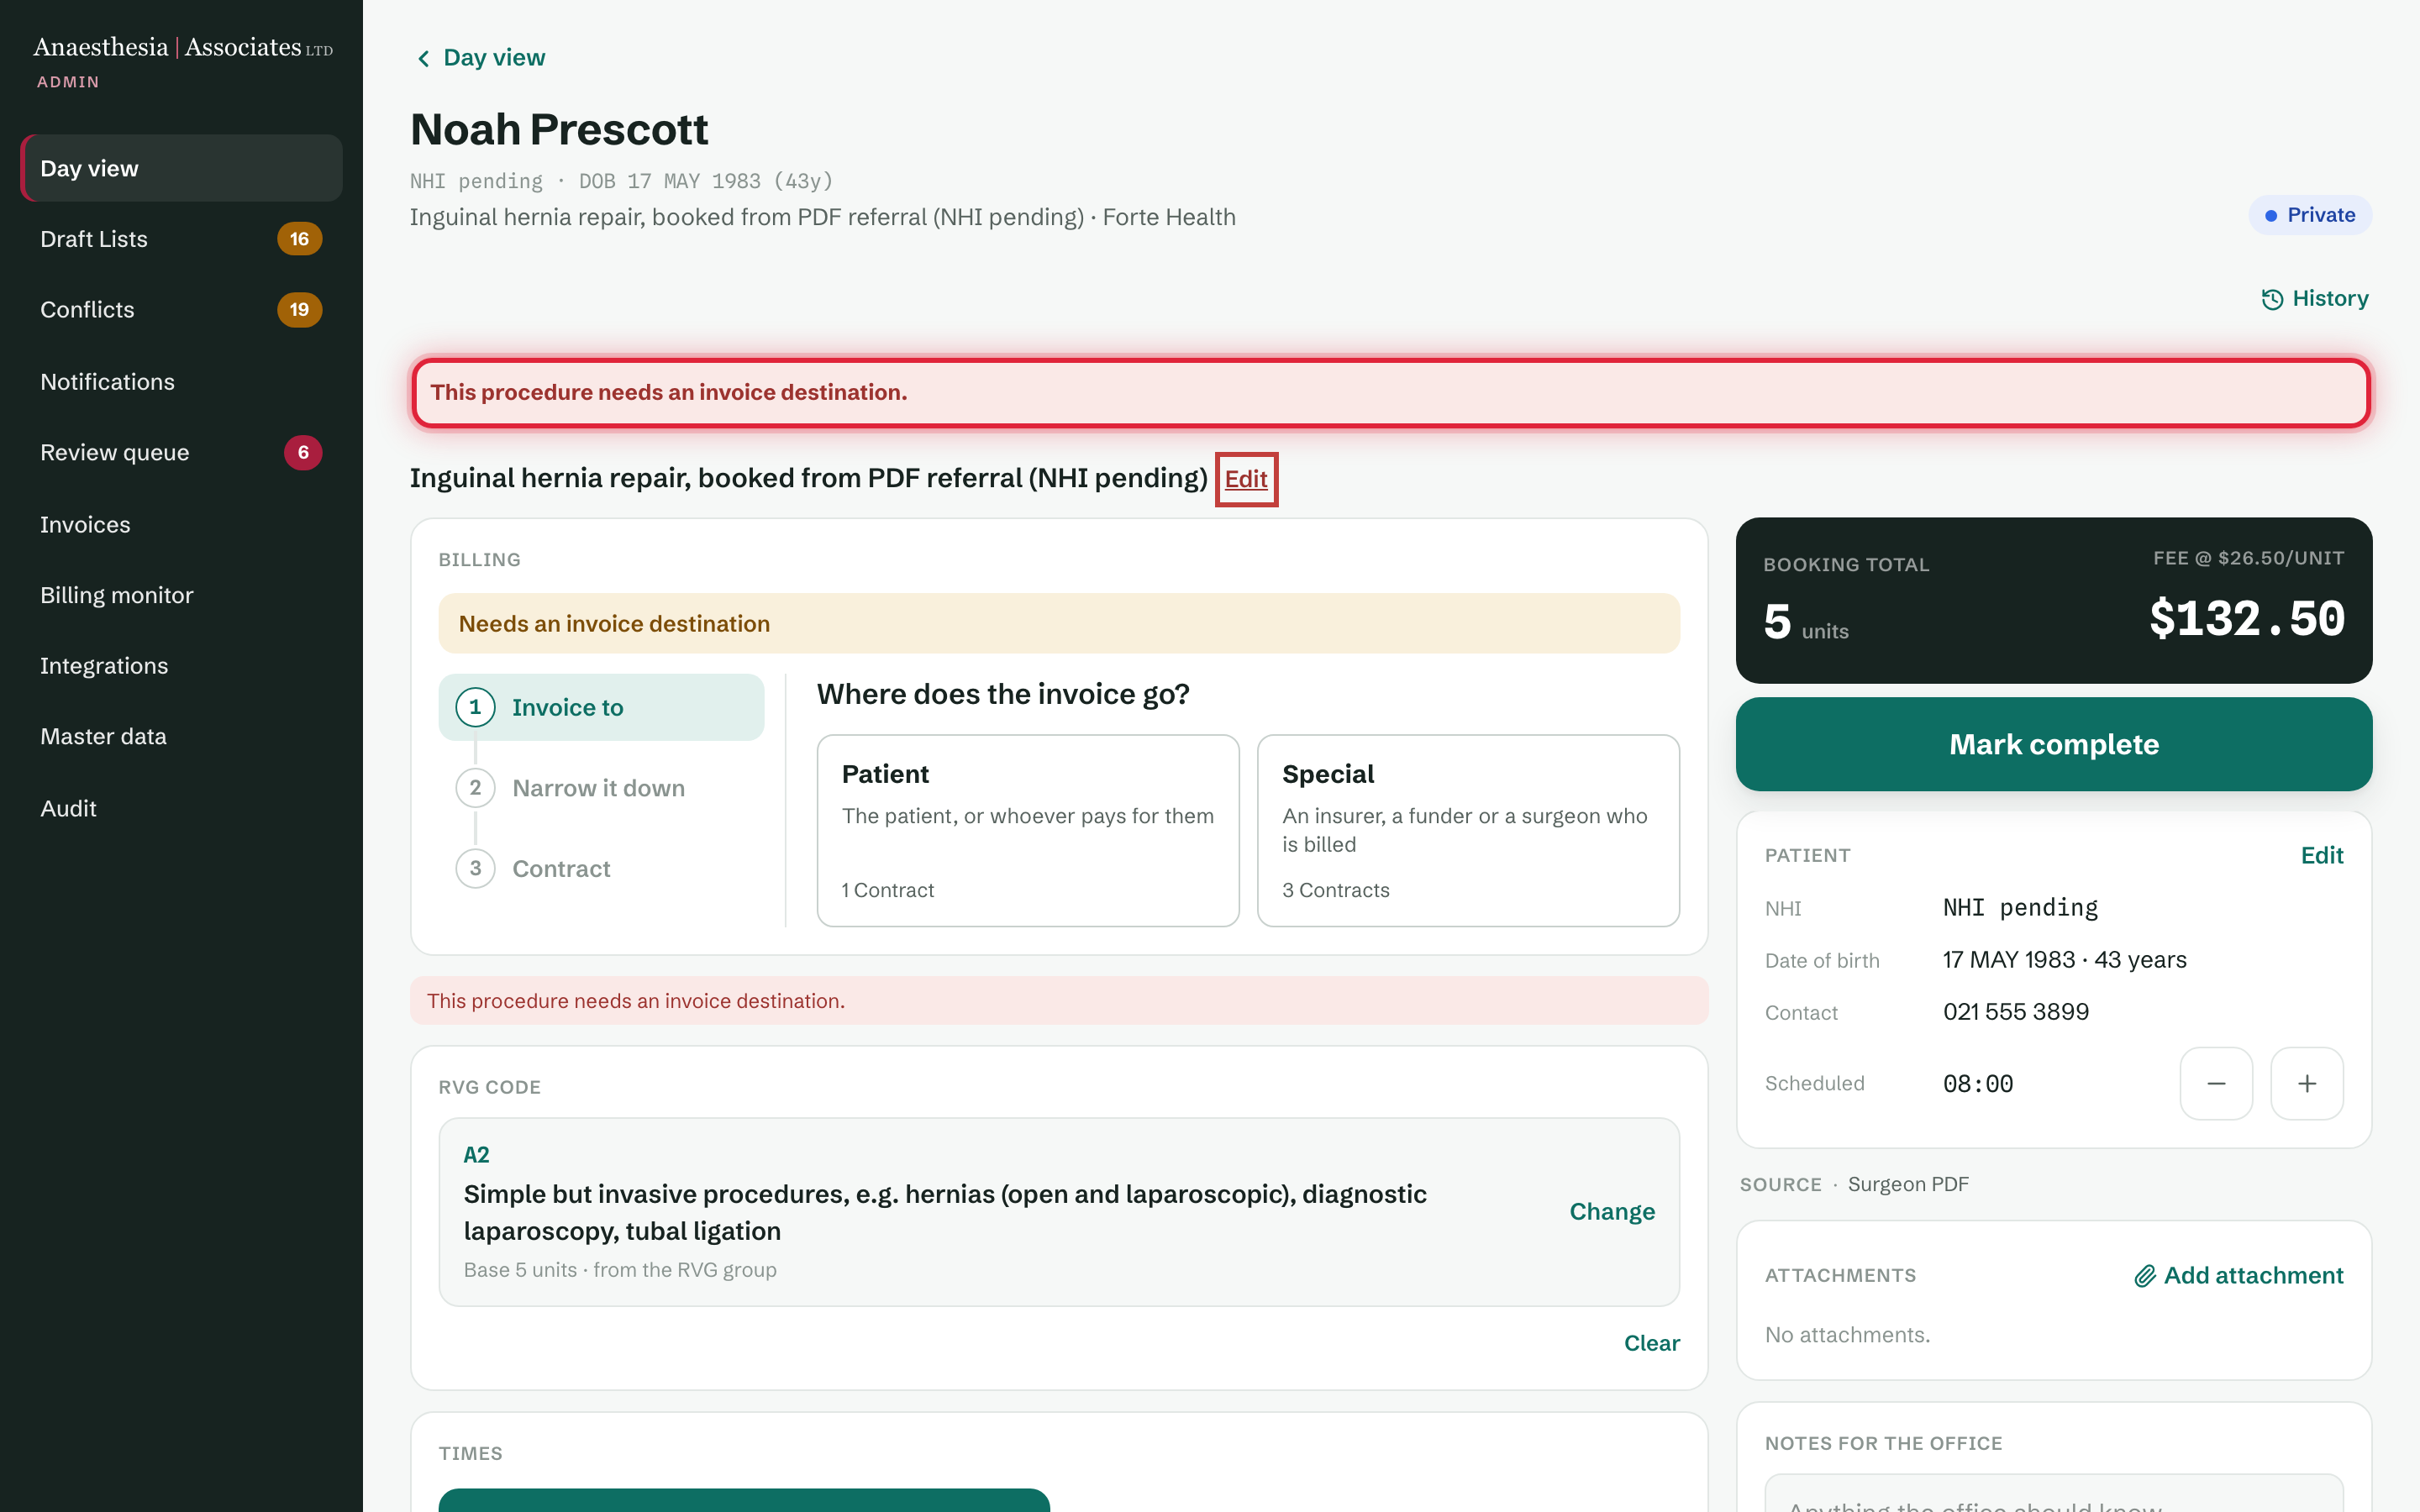 Anaesthesia | Associates LTD
ADMIN
Day view
Draft Lists 16
Conflicts 19
Notifications
Review queue 6
Invoices
Billing monitor
Integrations
Master data
Audit
Day view
Noah Prescott
NHI pending · DOB 17 MAY 1983 (43y)
Inguinal hernia repair, booked from PDF referral (NHI pending) · Forte Health
Private
History
This procedure needs an invoice destination.
Inguinal hernia repair, booked from PDF referral (NHI pending) Edit
BILLING
Needs an invoice destination
1 Invoice to
2 Narrow it down
3 Contract
Where does the invoice go?
Patient
The patient, or whoever pays for them
1 Contract
Special
An insurer, a funder or a surgeon who
is billed
3 Contracts
This procedure needs an invoice destination.
RVG CODE
A2
Simple but invasive procedures, e.g. hernias (open and laparoscopic), diagnostic
laparoscopy, tubal ligation
Base 5 units · from the RVG group
Change
Clear
TIMES
BOOKING TOTAL
5 units
FEE @ $26.50/UNIT
$132.50
Mark complete
PATIENT Edit
NHI NHI pending
Date of birth 17 MAY 1983 · 43 years
Contact 021 555 3899
Scheduled 08:00 − +
SOURCE · Surgeon PDF
ATTACHMENTS Add attachment
No attachments.
NOTES FOR THE OFFICE
Anything the office should know